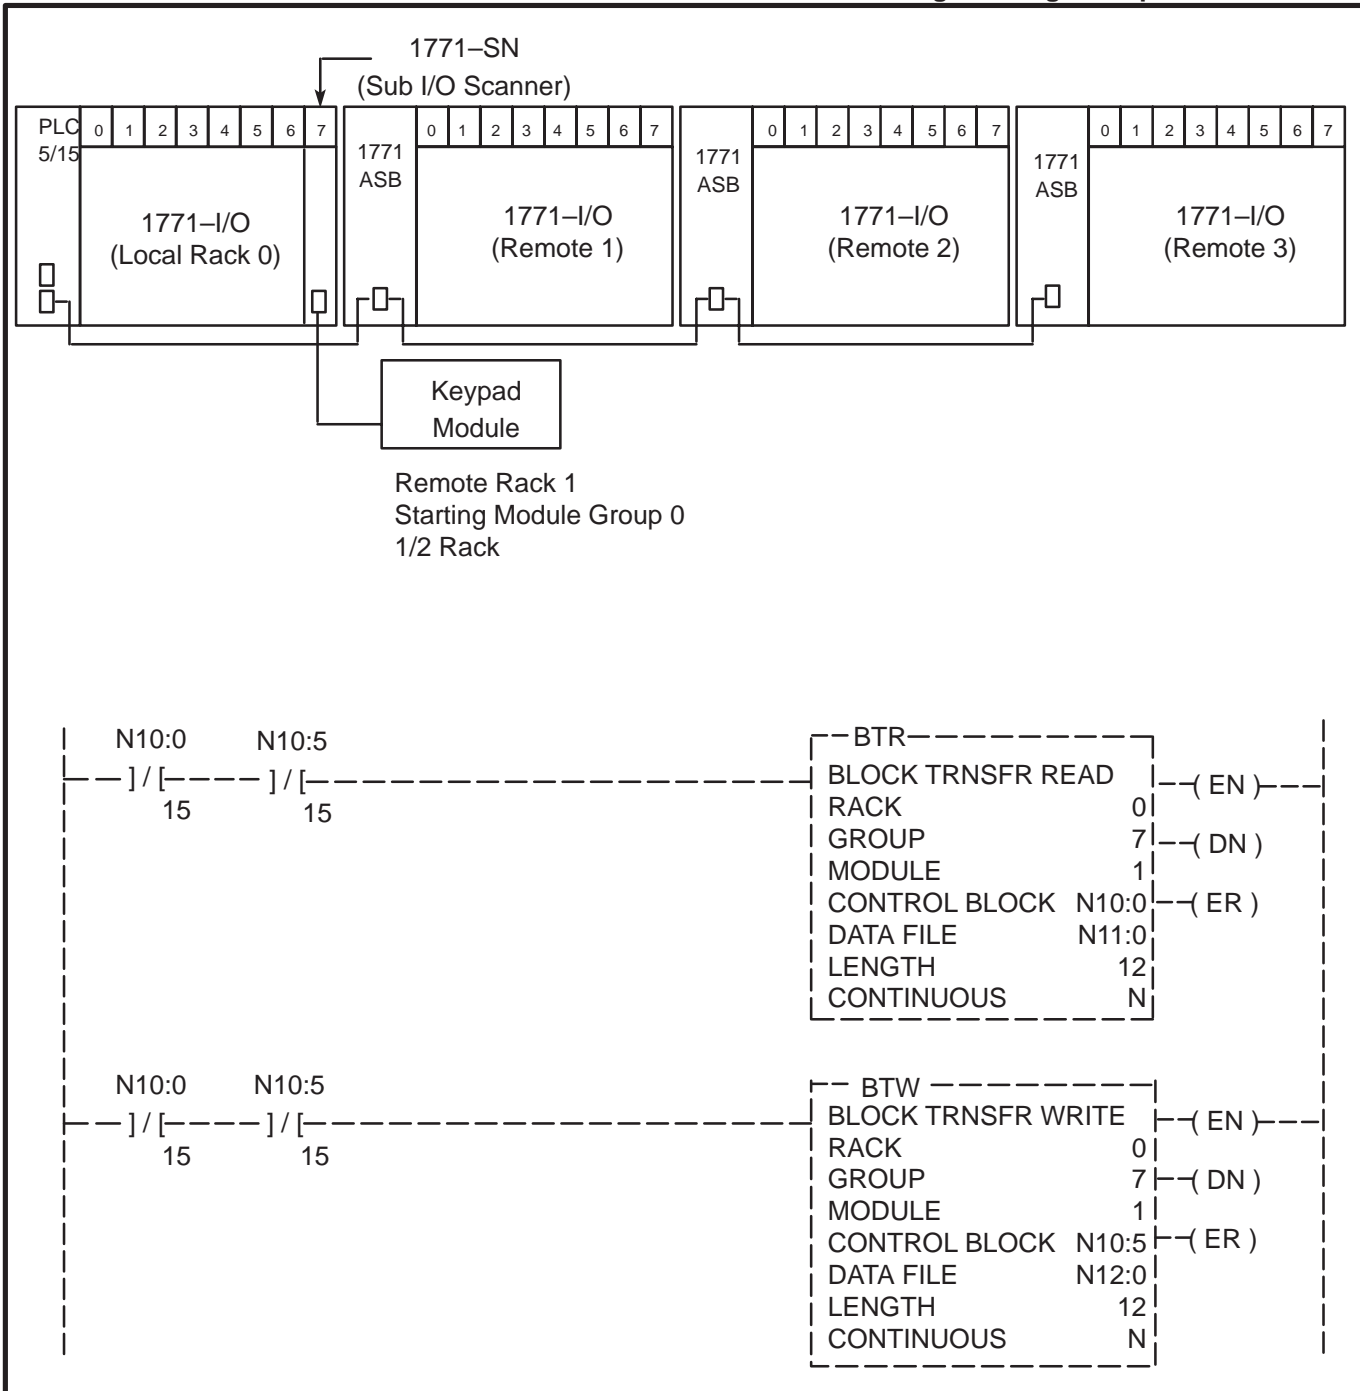 1771–SN
(Sub I/O Scanner)
PLC 0 1 2 3 4 5 6 7
5/15
1771–I/O
(Local Rack 0)
1771
ASB
0 1 2 3 4 5 6 7
1771–I/O
(Remote 1)
1771
ASB
0 1 2 3 4 5 6 7
1771–I/O
(Remote 2)
1771
ASB
0 1 2 3 4 5 6 7
1771–I/O
(Remote 3)
Keypad
Module
Remote Rack 1
Starting Module Group 0
1/2 Rack
N10:0 N10:5
] / [ ] / [
15 15
BTR
BLOCK TRNSFR READ
RACK 0
GROUP 7
MODULE 1
CONTROL BLOCK N10:0
DATA FILE N11:0
LENGTH 12
CONTINUOUS N
( EN )
( DN )
( ER )
N10:0 N10:5
] / [ ] / [
15 15
BTW
BLOCK TRNSFR WRITE
RACK 0
GROUP 7
MODULE 1
CONTROL BLOCK N10:5
DATA FILE N12:0
LENGTH 12
CONTINUOUS N
( EN )
( DN )
( ER )